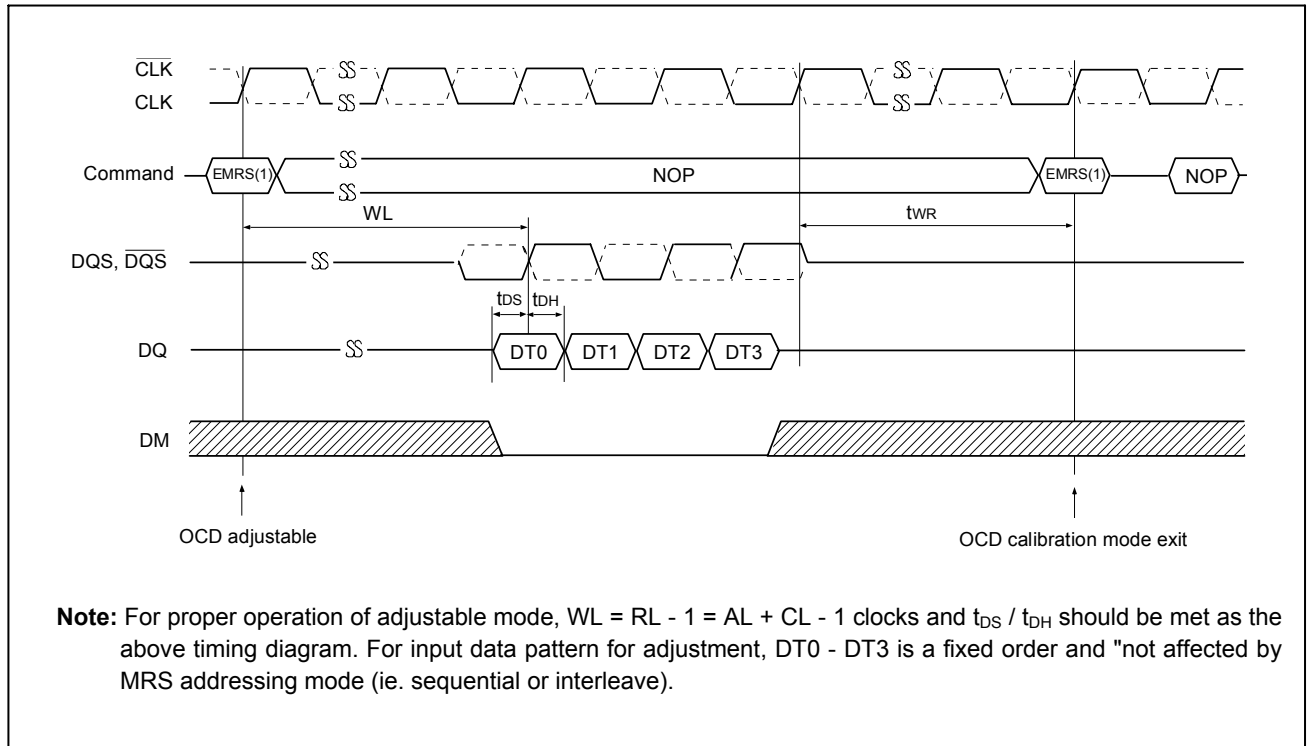 CLK
CLK
Command
EMRS(1)
NOP
EMRS(1)
NOP
WL
tWR
DQS, DQS
tDS
tDH
DQ
DT0
DT1
DT2
DT3
DM
OCD adjustable
OCD calibration mode exit
Note: For proper operation of adjustable mode, WL = RL - 1 = AL + CL - 1 clocks and tDS / tDH should be met as the
above timing diagram. For input data pattern for adjustment, DT0 - DT3 is a fixed order and "not affected by
MRS addressing mode (ie. sequential or interleave).